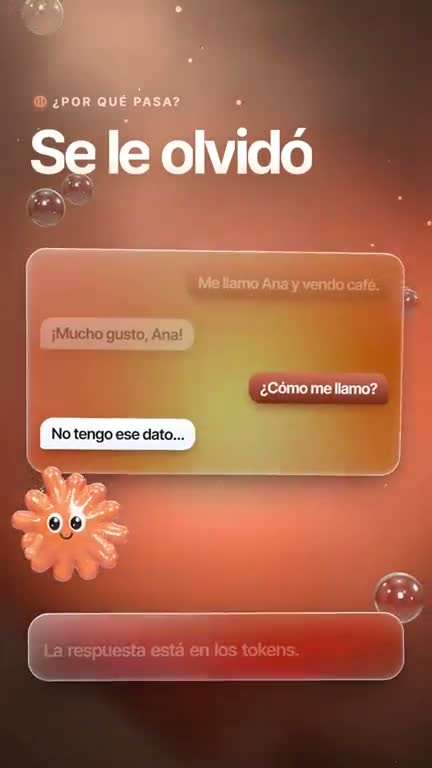 ¿POR QUÉ PASA?
Se le olvidó
Me llamo Ana y vendo café.
¡Mucho gusto, Ana!
¿Cómo me llamo?
No tengo ese dato...
La respuesta está en los tokens.